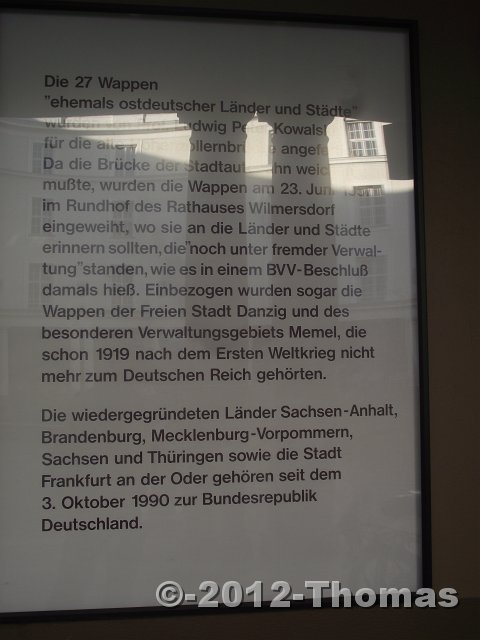 Die 27 Wappen
"ehemals ostdeutscher Länder und Städte"
wurden
für die alte Hohenzollernbrücke
Da die Brücke der Stadtautobahn
mußte, wurden die Wappen am 23. Juni
im Rundhof des Rathauses Wilmersdorf
eingeweiht, wo sie an die Länder und Städte
erinnern sollten, die "noch unter fremder Verwal-
tung" standen, wie es in einem BVV-Beschluß
damals hieß. Einbezogen wurden sogar die
Wappen der Freien Stadt Danzig und des
besonderen Verwaltungsgebiets Memel, die
schon 1919 nach dem Ersten Weltkrieg nicht
mehr zum Deutschen Reich gehörten.
Die wiedergegründeten Länder Sachsen-Anhalt,
Brandenburg, Mecklenburg-Vorpommern,
Sachsen und Thüringen sowie die Stadt
Frankfurt an der Oder gehören seit dem
3. Oktober 1990 zur Bundesrepublik
Deutschland.
©-2012-Thomas